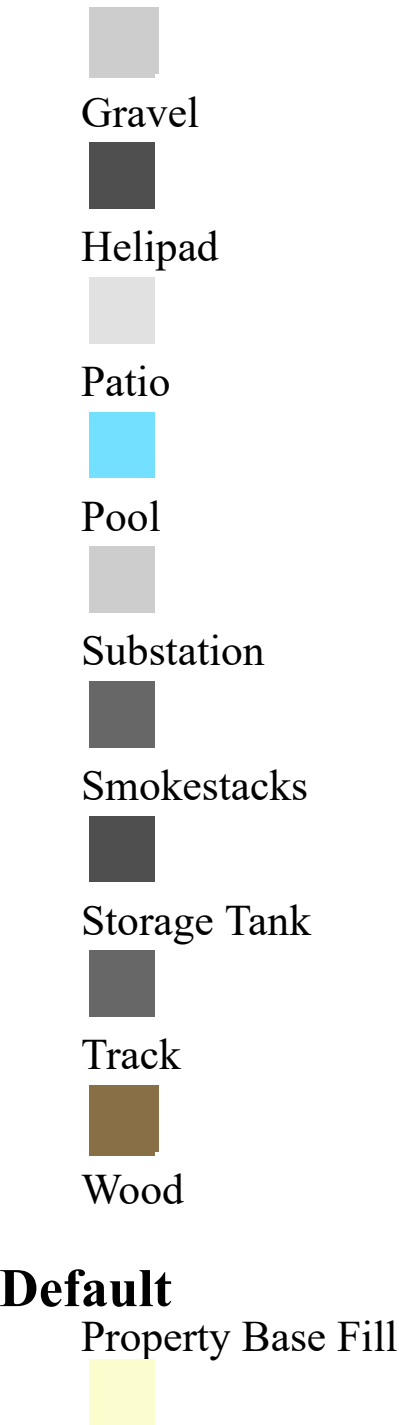 Gravel
Helipad
Patio
Pool
Substation
Smokestacks
Storage Tank
Track
Wood
Default
Property Base Fill